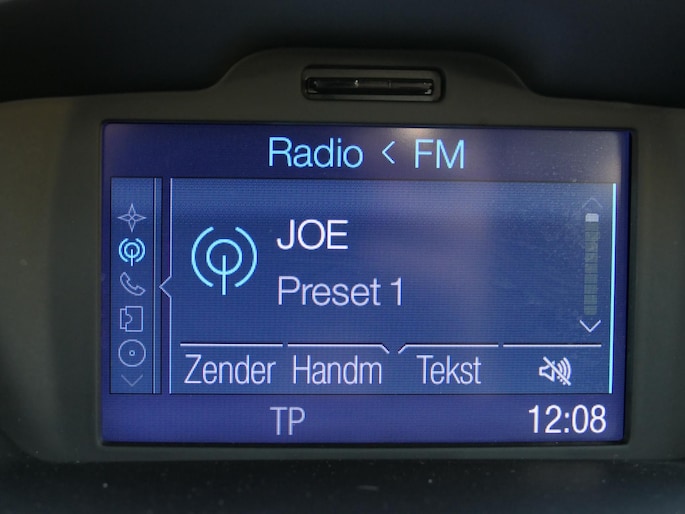 Radio < FM
JOE
Preset 1
Zender Handm Tekst
TP 12:08